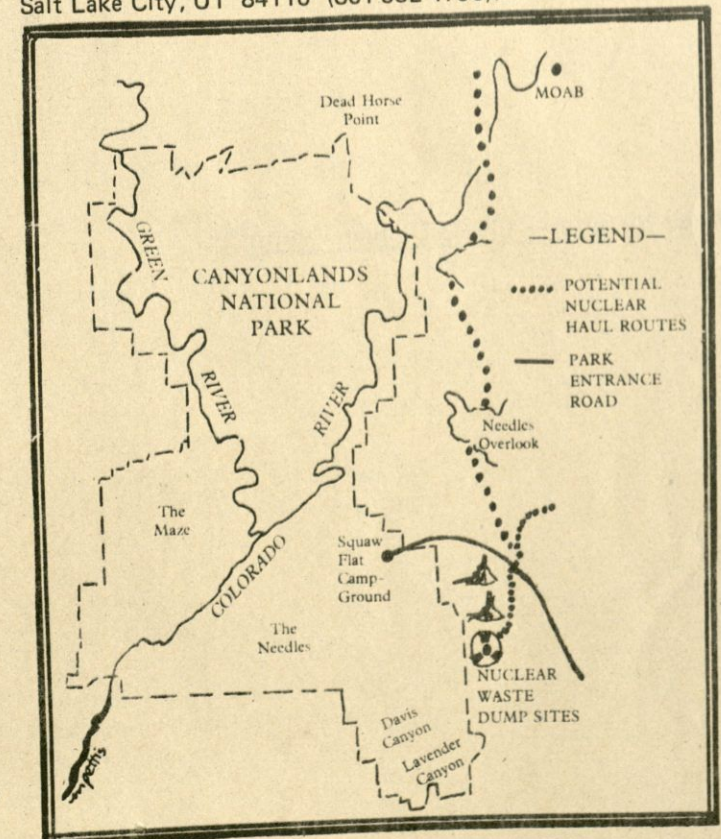 Salt Lake City, UT 84110
MOAB
Dead Horse
Point
—LEGEND—
POTENTIAL
NUCLEAR
HAUL ROUTES
PARK
ENTRANCE
ROAD
GREEN
RIVER
CANYONLANDS
NATIONAL
PARK
RIVER
COLORADO
Needles
Overlook
The
Maze
Squaw
Flat
Camp-
Ground
The
Needles
NUCLEAR
WASTE
DUMP SITES
Davis
Canyon
Lavender
Canyon